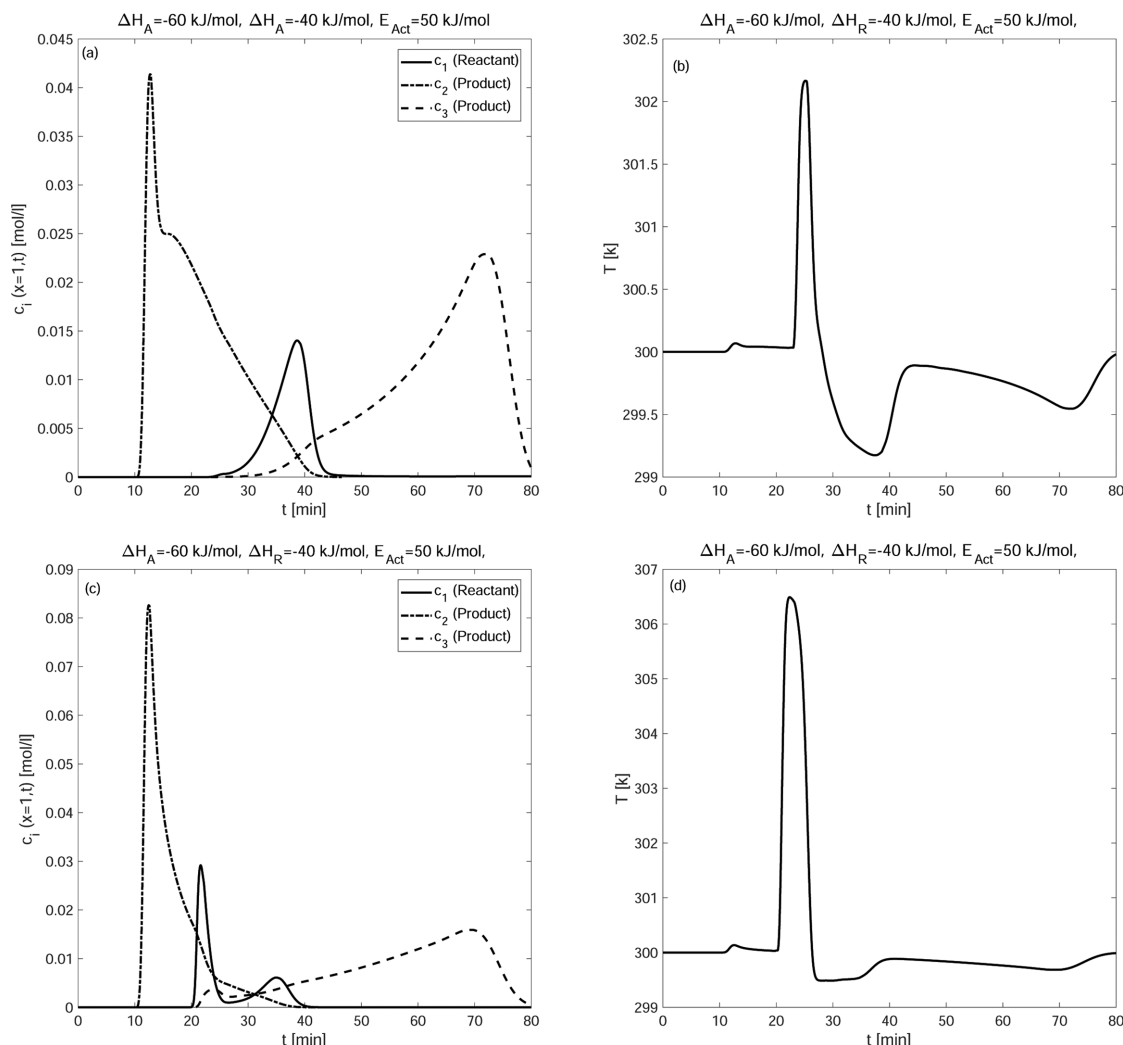 ΔH_A=-60 kJ/mol, ΔH_A=-40 kJ/mol, E_Act=50 kJ/mol
(a)
c_1 (Reactant)
c_2 (Product)
c_3 (Product)
0.045
0.04
0.035
0.03
0.025
0.02
0.015
0.01
0.005
0
c_i (x=1,t) [mol/l]
0 10 20 30 40 50 60 70 80
t [min]
ΔH_A=-60 kJ/mol, ΔH_R=-40 kJ/mol, E_Act=50 kJ/mol,
(b)
302.5
302
301.5
301
300.5
300
299.5
299
T [k]
0 10 20 30 40 50 60 70 80
t [min]
ΔH_A=-60 kJ/mol, ΔH_R=-40 kJ/mol, E_Act=50 kJ/mol,
(c)
c_1 (Reactant)
c_2 (Product)
c_3 (Product)
0.09
0.08
0.07
0.06
0.05
0.04
0.03
0.02
0.01
0
c_i (x=1,t) [mol/l]
0 10 20 30 40 50 60 70 80
t [min]
ΔH_A=-60 kJ/mol, ΔH_R=-40 kJ/mol, E_Act=50 kJ/mol,
(d)
307
306
305
304
303
302
301
300
299
T [k]
0 10 20 30 40 50 60 70 80
t [min]